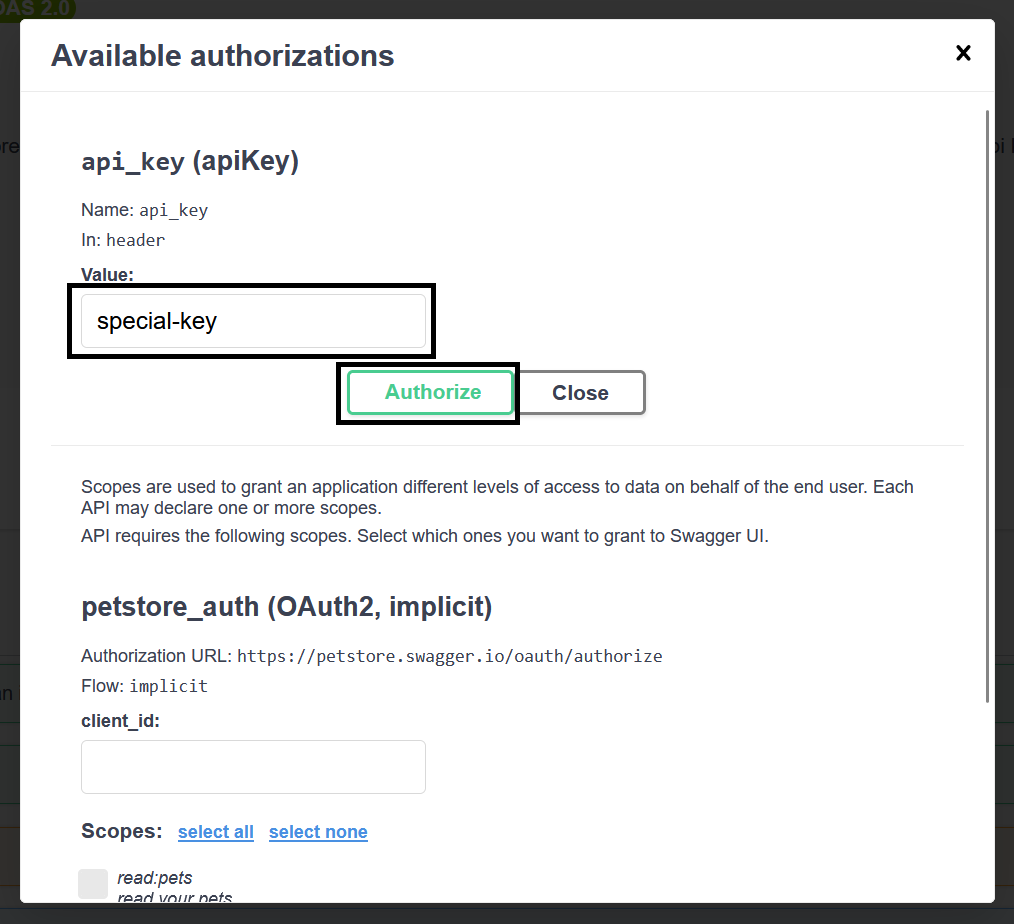 OAS 2.0
Available authorizations
api_key (apiKey)
Name: api_key
In: header
Value:
special-key
Authorize
Close
Scopes are used to grant an application different levels of access to data on behalf of the end user. Each
API may declare one or more scopes.
API requires the following scopes. Select which ones you want to grant to Swagger UI.
petstore_auth (OAuth2, implicit)
Authorization URL: https://petstore.swagger.io/oauth/authorize
Flow: implicit
client_id:
Scopes: select all select none
read:pets
read your pets